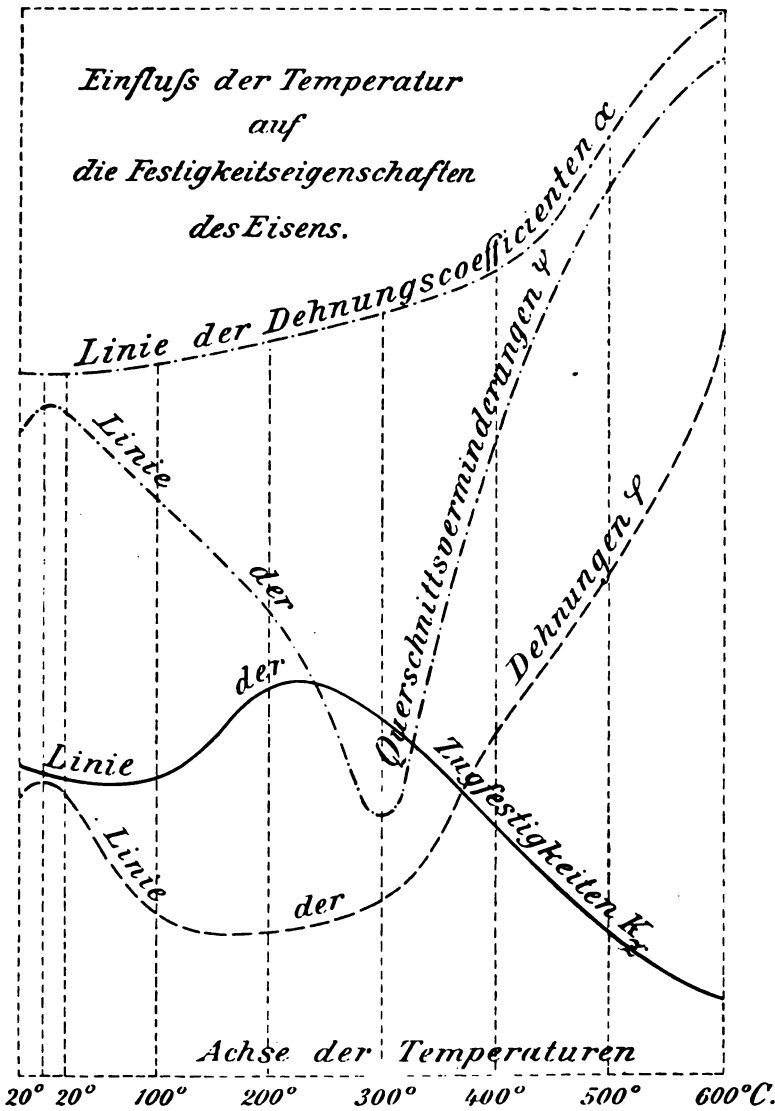 Einfluſs der Temperatur
auf
die Festigkeitseigenschaften
des Eisens.
Linie der Dehnungscoefficienten α
Linie der Querschnittsverminderungen ψ
Linie der Zugfestigkeiten K_z
Linie der Dehnungen φ
Achse der Temperaturen
20° 20° 100° 200° 300° 400° 500° 600°C.